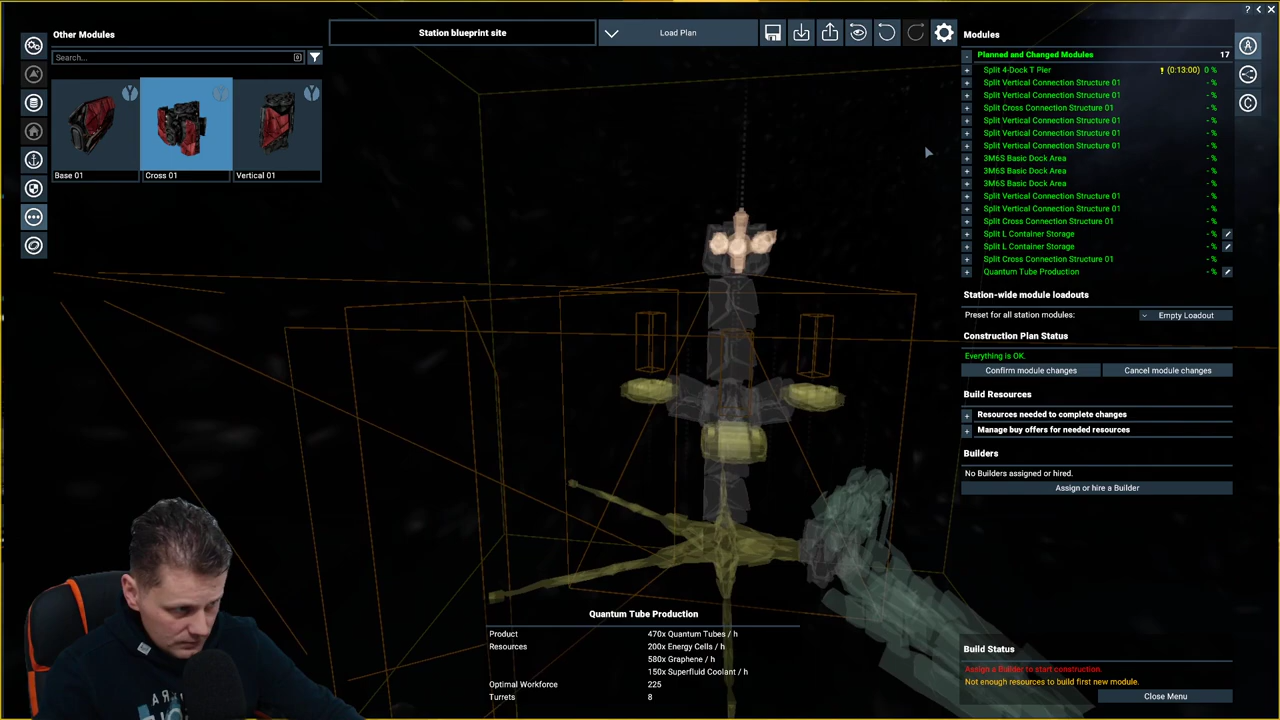 Other Modules
Search...
Base 01
Cross 01
Vertical 01
Station blueprint site
Load Plan
? < ×
Modules
- Planned and Changed Modules 17
+ Split 4-Dock T Pier ! (0:13:00) 0 %
+ Split Vertical Connection Structure 01 - %
+ Split Vertical Connection Structure 01 - %
+ Split Cross Connection Structure 01 - %
+ Split Vertical Connection Structure 01 - %
+ Split Vertical Connection Structure 01 - %
+ Split Vertical Connection Structure 01 - %
+ 3M6S Basic Dock Area - %
+ 3M6S Basic Dock Area - %
+ 3M6S Basic Dock Area - %
+ Split Vertical Connection Structure 01 - %
+ Split Vertical Connection Structure 01 - %
+ Split Cross Connection Structure 01 - %
+ Split L Container Storage - %
+ Split L Container Storage - %
+ Split Cross Connection Structure 01 - %
+ Quantum Tube Production - %
Station-wide module loadouts
Preset for all station modules: Empty Loadout
Construction Plan Status
Everything is OK.
Confirm module changes Cancel module changes
Build Resources
+ Resources needed to complete changes
+ Manage buy offers for needed resources
Builders
No Builders assigned or hired.
Assign or hire a Builder
Quantum Tube Production
Product 470x Quantum Tubes / h
Resources 200x Energy Cells / h
580x Graphene / h
150x Superfluid Coolant / h
Optimal Workforce 225
Turrets 8
Build Status
Assign a Builder to start construction.
Not enough resources to build first new module.
Close Menu